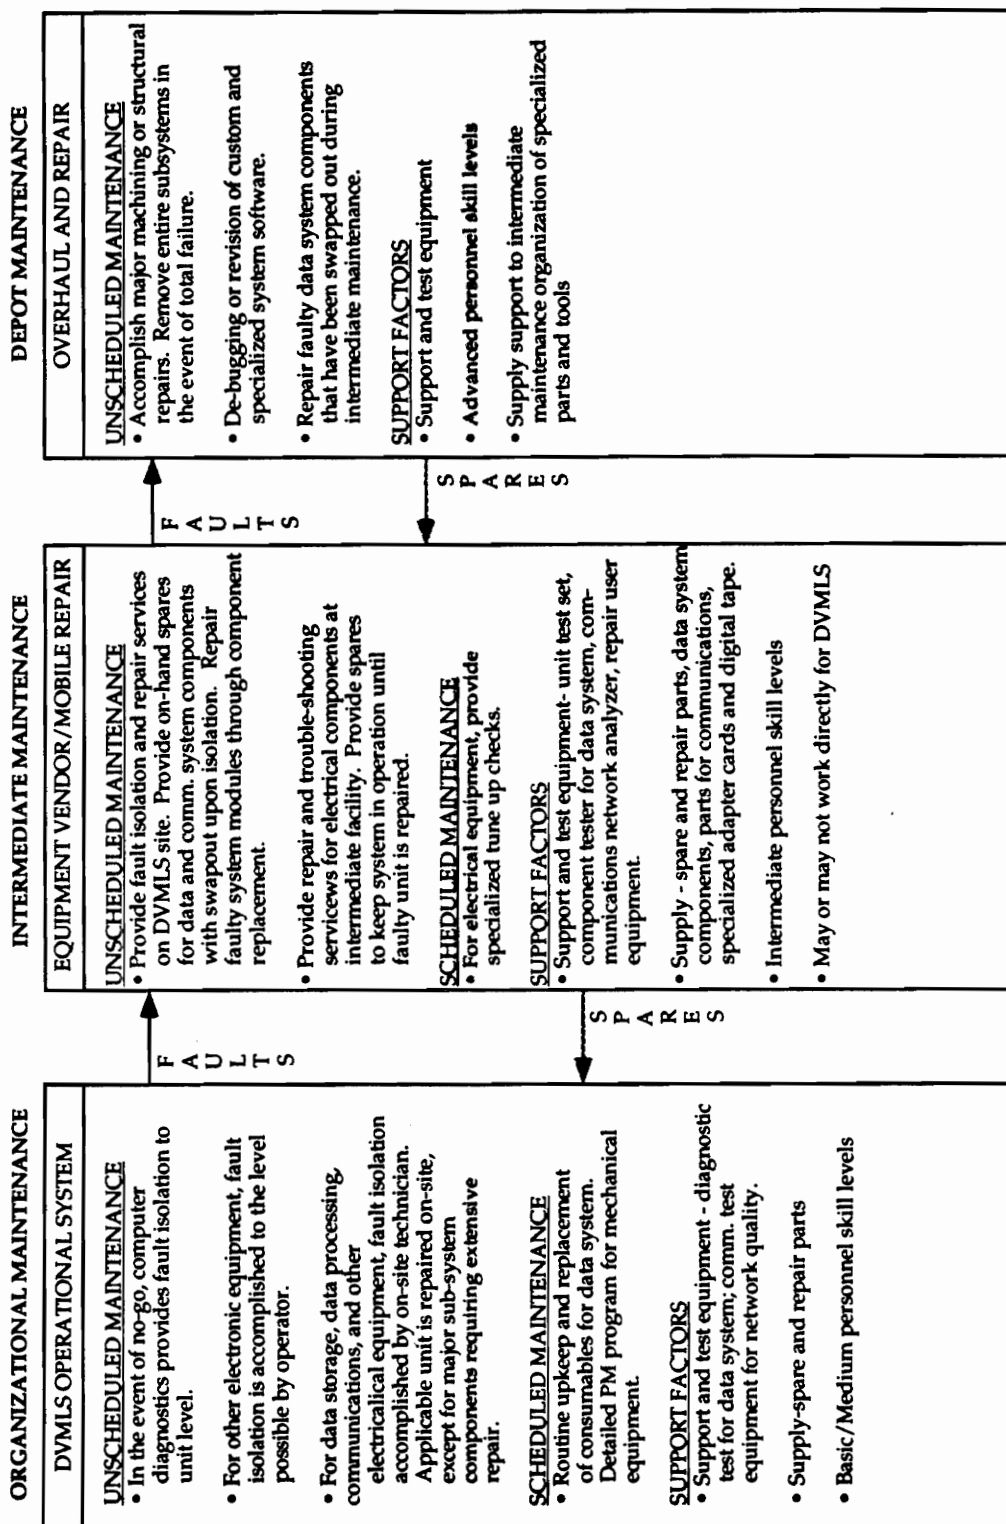 ORGANIZATIONAL MAINTENANCE
DVMLS OPERATIONAL SYSTEM
UNSCHEDULED MAINTENANCE
• In the event of no-go, computer
diagnostics provides fault isolation to
unit level.
• For other electronic equipment, fault
isolation is accomplished to the level
possible by operator.
• For data storage, data processing,
communications, and other
electrical equipment, fault isolation
accomplished by on-site technician.
Applicable unit is repaired on-site,
except for major sub-system
components requiring extensive
repair.
SCHEDULED MAINTENANCE
• Routine upkeep and replacement
of consumables for data system.
Detailed PM program for mechanical
equipment.
SUPPORT FACTORS
• Support and test equipment - diagnostic
test for data system; comm. test
equipment for network quality.
• Supply-spare and repair parts
• Basic/Medium personnel skill levels
FAULTS
SPARES
INTERMEDIATE MAINTENANCE
EQUIPMENT VENDOR/MOBILE REPAIR
UNSCHEDULED MAINTENANCE
• Provide fault isolation and repair services
on DVMLS site. Provide on-hand spares
for data and comm. system components
with swapout upon isolation. Repair
faulty system modules through component
replacement.
• Provide repair and trouble-shooting
servicews for electrical components at
intermediate facility. Provide spares
to keep system in operation until
faulty unit is repaired.
SCHEDULED MAINTENANCE
• For electrical equipment, provide
specialized tune up checks.
SUPPORT FACTORS
• Support and test equipment- unit test set,
component tester for data system, com-
munications network analyzer, repair user
equipment.
• Supply - spare and repair parts, data system
components, parts for communications,
specialized adapter cards and digital tape.
• Intermediate personnel skill levels
• May or may not work directly for DVMLS
FAULTS
SPARES
DEPOT MAINTENANCE
OVERHAUL AND REPAIR
UNSCHEDULED MAINTENANCE
• Accomplish major machining or structural
repairs. Remove entire subsystems in
the event of total failure.
• De-bugging or revision of custom and
specialized system software.
• Repair faulty data system components
that have been swapped out during
intermediate maintenance.
SUPPORT FACTORS
• Support and test equipment
• Advanced personnel skill levels
• Supply support to intermediate
maintenance organization of specialized
parts and tools